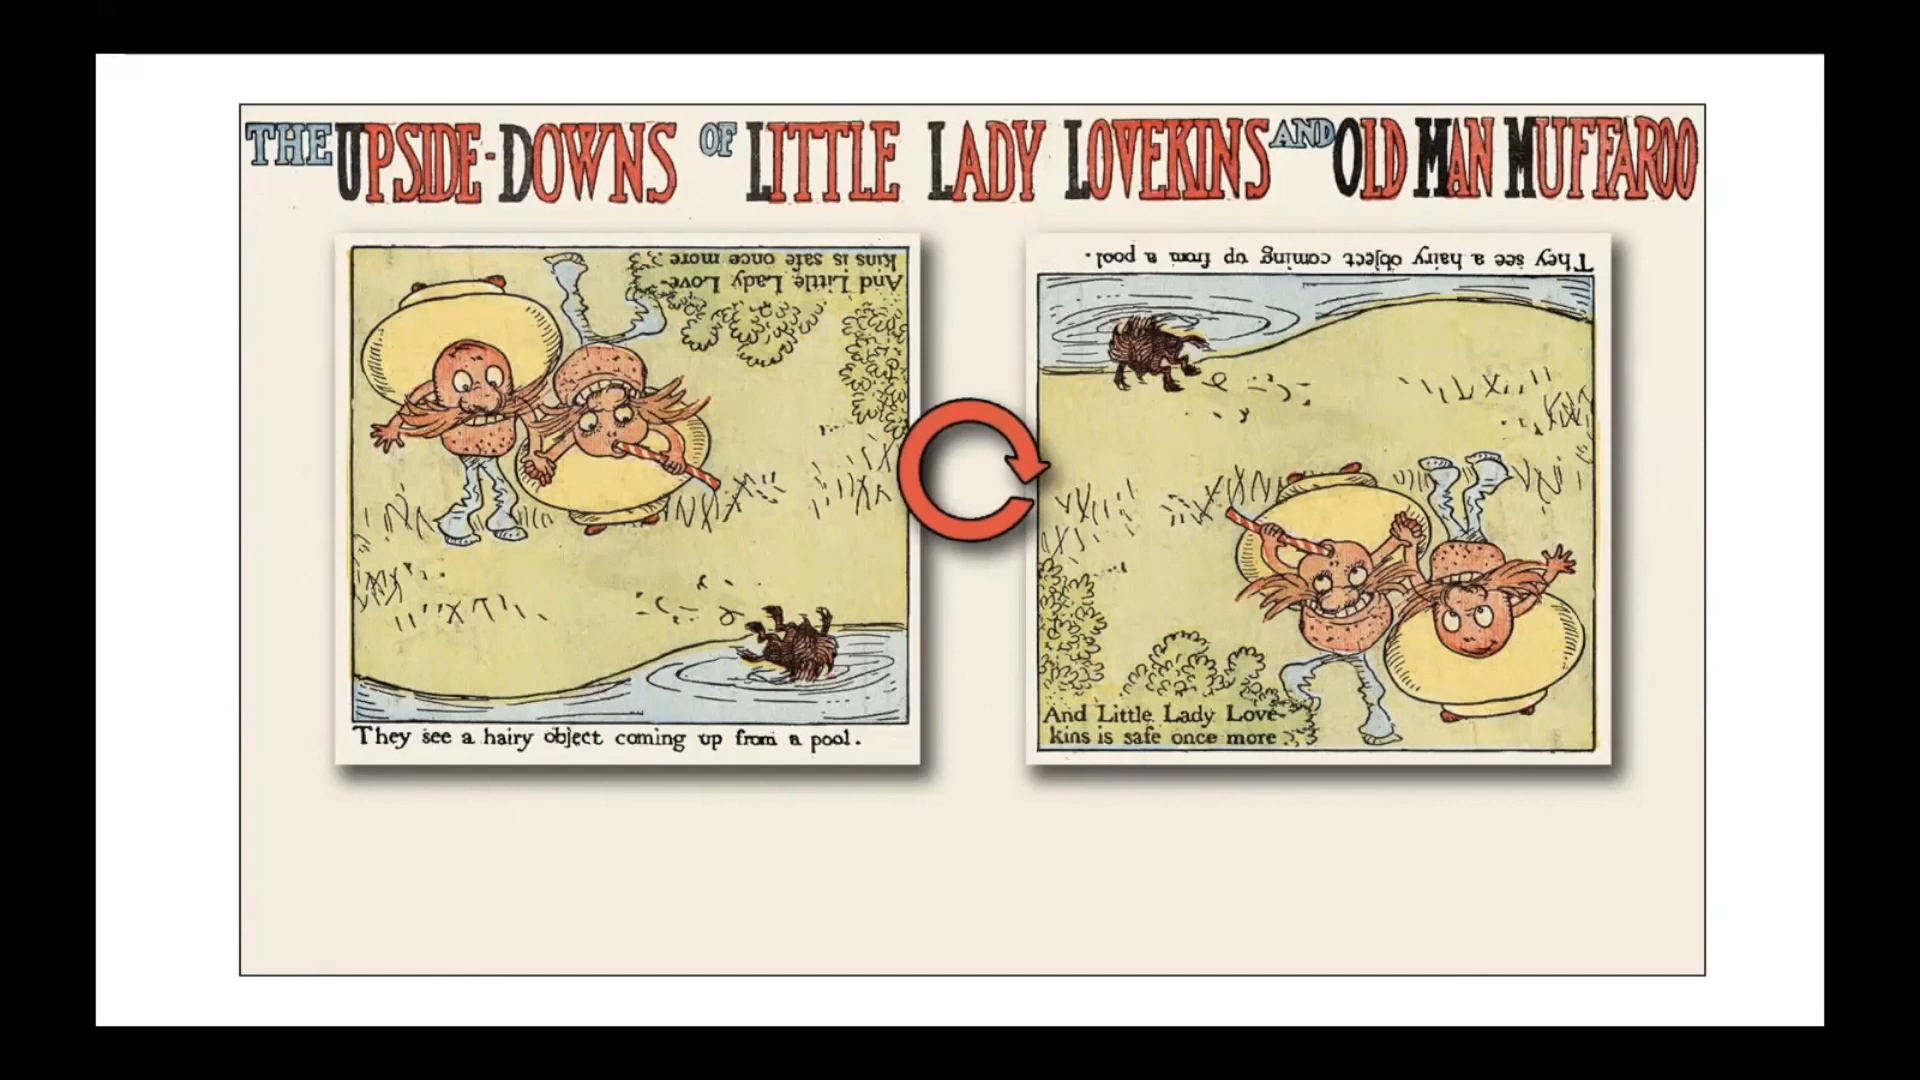 THE UPSIDE-DOWNS OF LITTLE LADY LOVEKINS AND OLD MAN MUFFAROO
And Little Lady Love-
kins is safe once more
They see a hairy object coming up from a pool.
They see a hairy object coming up from a pool.
And Little Lady Love-
kins is safe once more